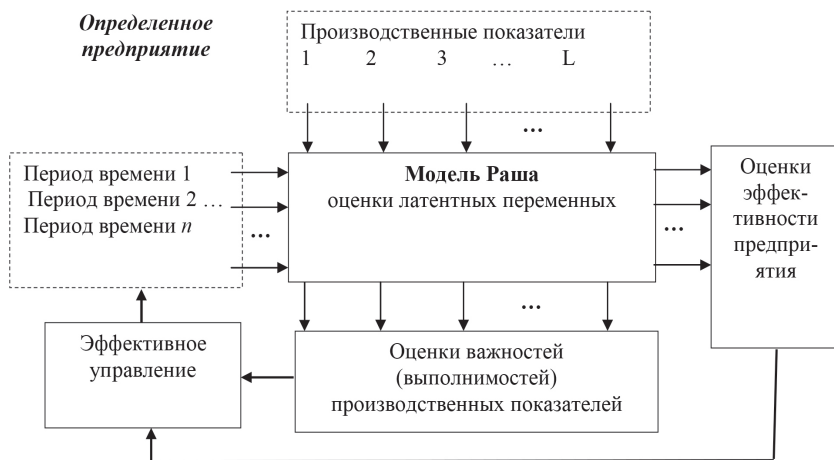 Определенное
предприятие
Производственные показатели
1 2 3 … L
...
Период времени 1
Период времени 2 …
Период времени n
...
Модель Раша
оценки латентных переменных
...
Оценки
эффек-
тивности
предпри-
ятия
...
Эффективное
управление
Оценки важностей
(выполнимостей)
производственных показателей